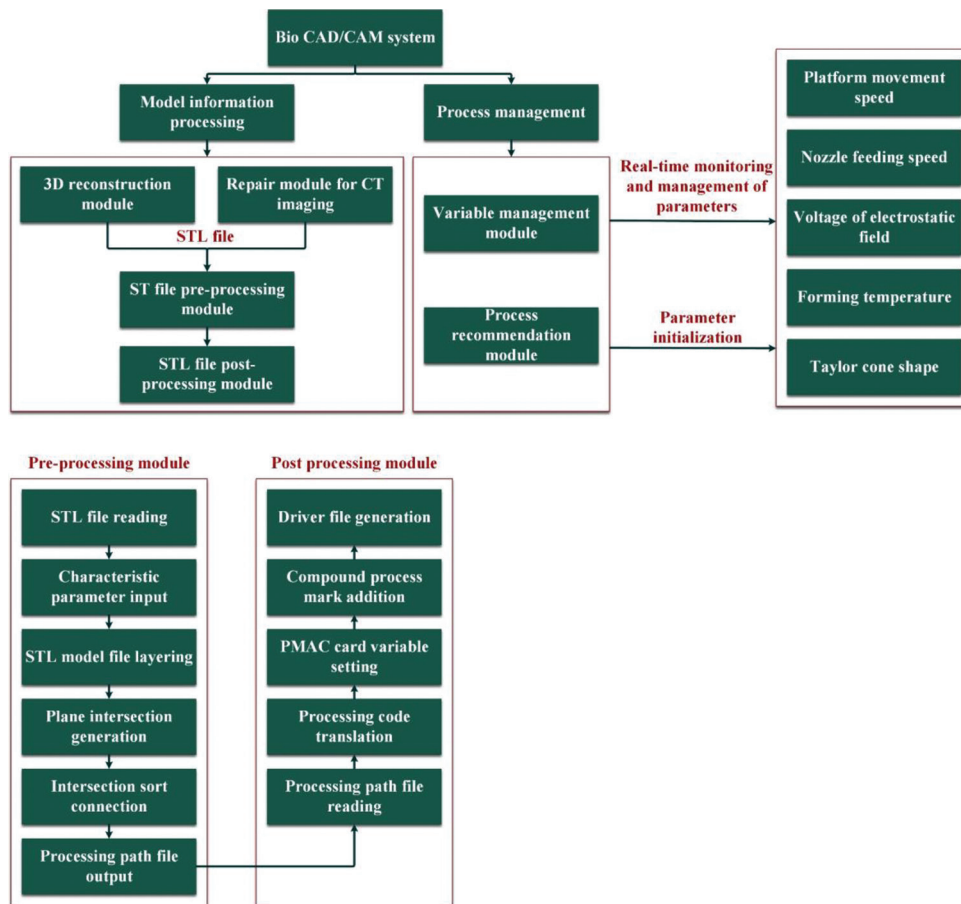 Bio CAD/CAM system
Model information
processing
Process management
3D reconstruction
module
Repair module for CT
imaging
STL file
ST file pre-processing
module
STL file post-
processing module
Variable management
module
Process
recommendation
module
Real-time monitoring
and management of
parameters
Parameter
initialization
Platform movement
speed
Nozzle feeding speed
Voltage of electrostatic
field
Forming temperature
Taylor cone shape
Pre-processing module
STL file reading
Characteristic
parameter input
STL model file layering
Plane intersection
generation
Intersection sort
connection
Processing path file
output
Post processing module
Driver file generation
Compound process
mark addition
PMAC card variable
setting
Processing code
translation
Processing path file
reading